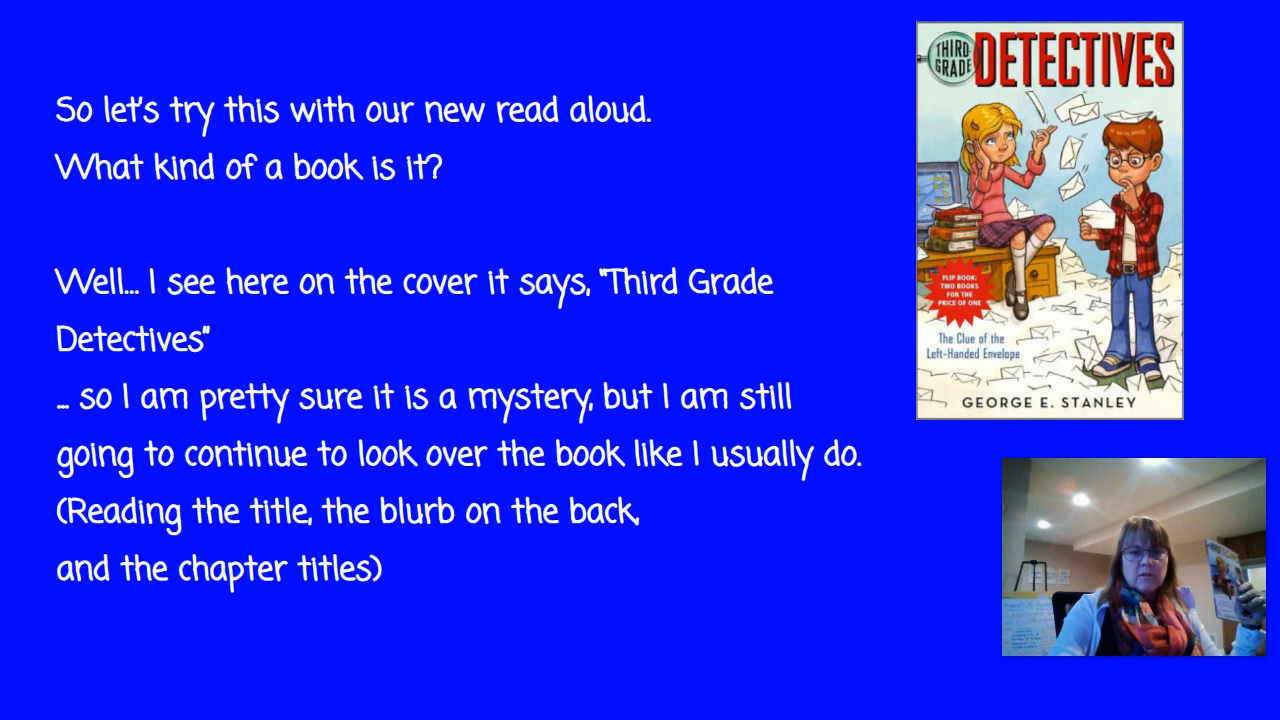 So let's try this with our new read aloud.
What kind of a book is it?
Well... I see here on the cover it says, "Third Grade
Detectives"
... so I am pretty sure it is a mystery, but I am still
going to continue to look over the book like I usually do.
(Reading the title, the blurb on the back,
and the chapter titles)
THIRD-
GRADE
DETECTIVES
FLIP BOOK:
TWO BOOKS
FOR THE
PRICE OF ONE
The Clue of the
Left-Handed Envelope
GEORGE E. STANLEY